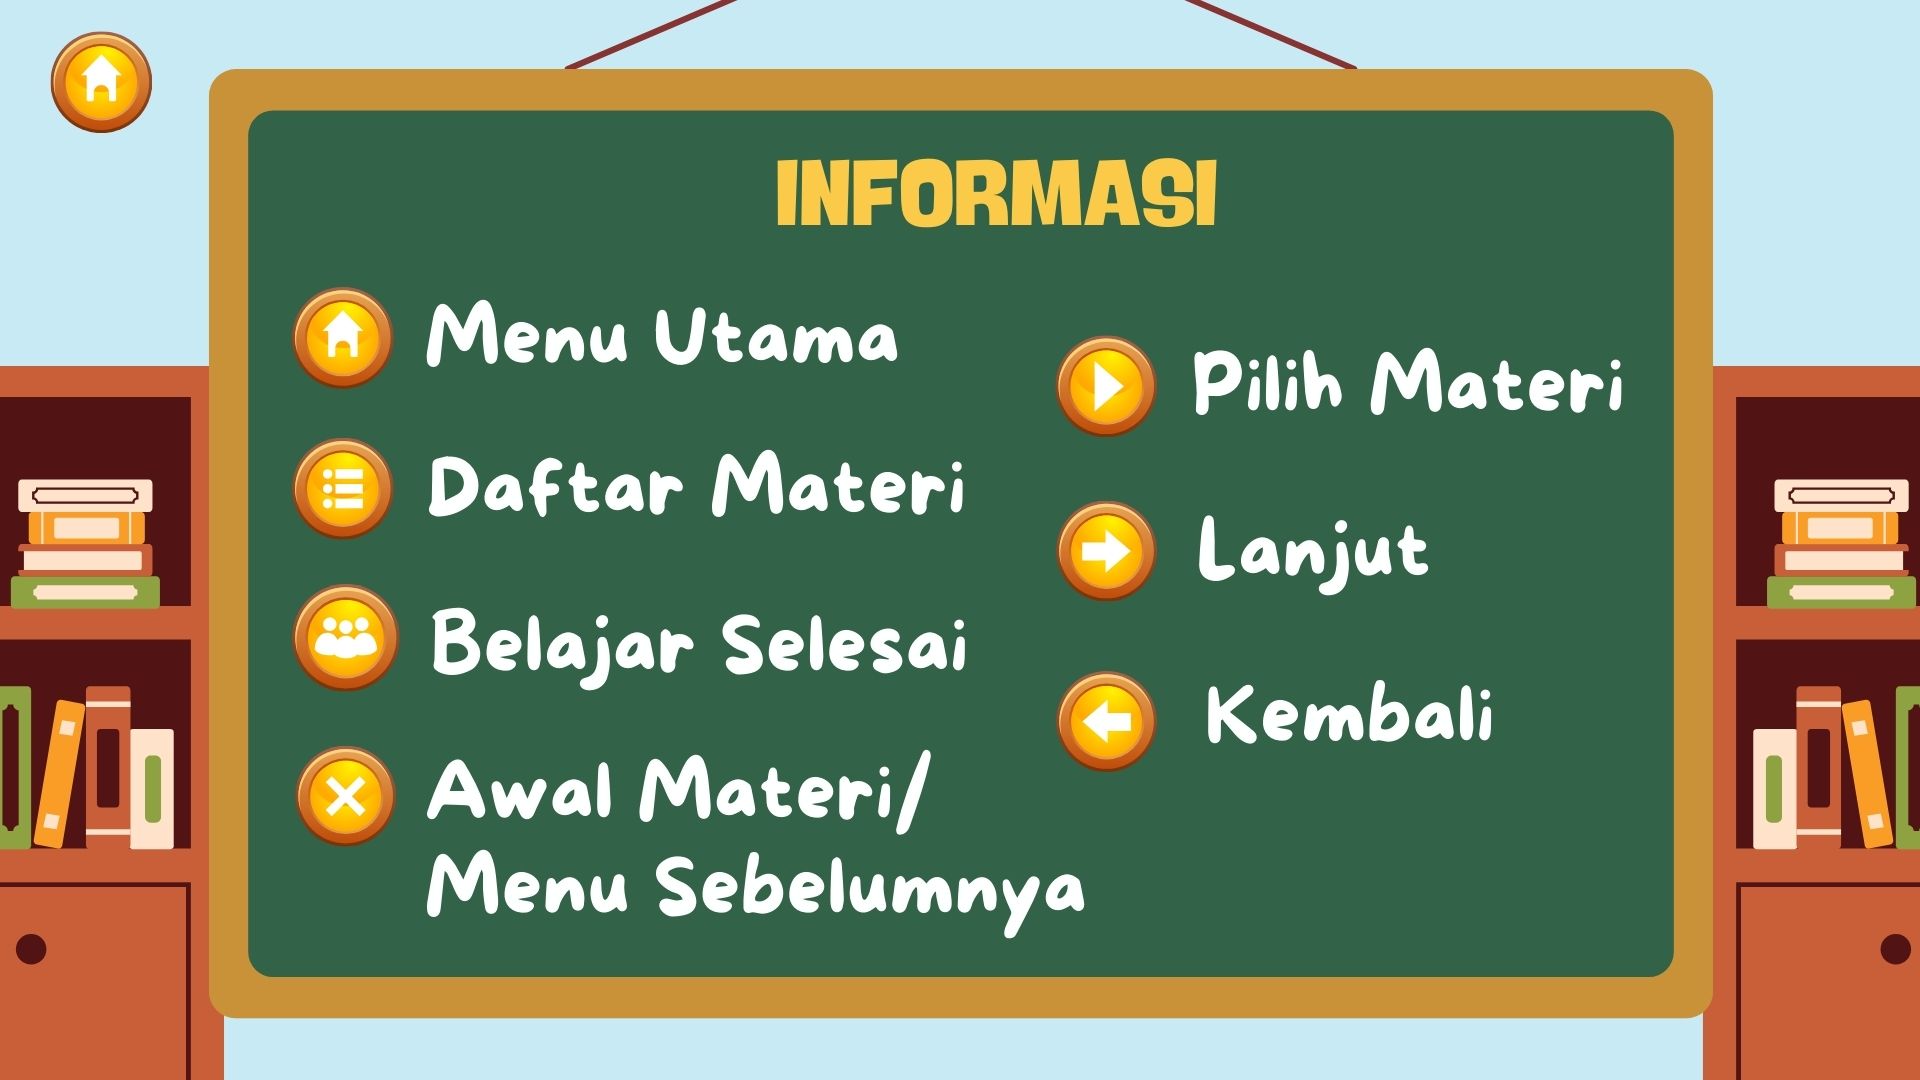 INFORMASI
Menu Utama
Daftar Materi
Belajar Selesai
Awal Materi/
Menu Sebelumnya
Pilih Materi
Lanjut
Kembali